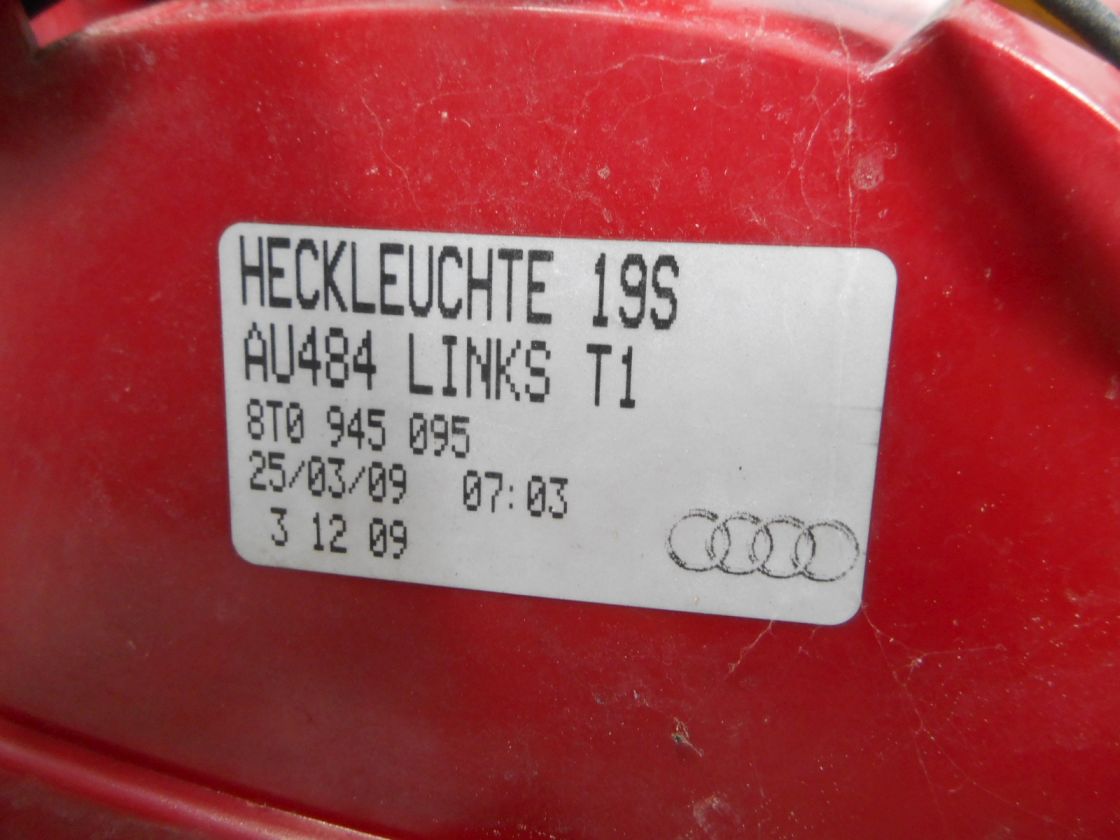 HECKLEUCHTE 19S
AU484 LINKS T1
8T0 945 095
25/03/09 07:03
3 12 09